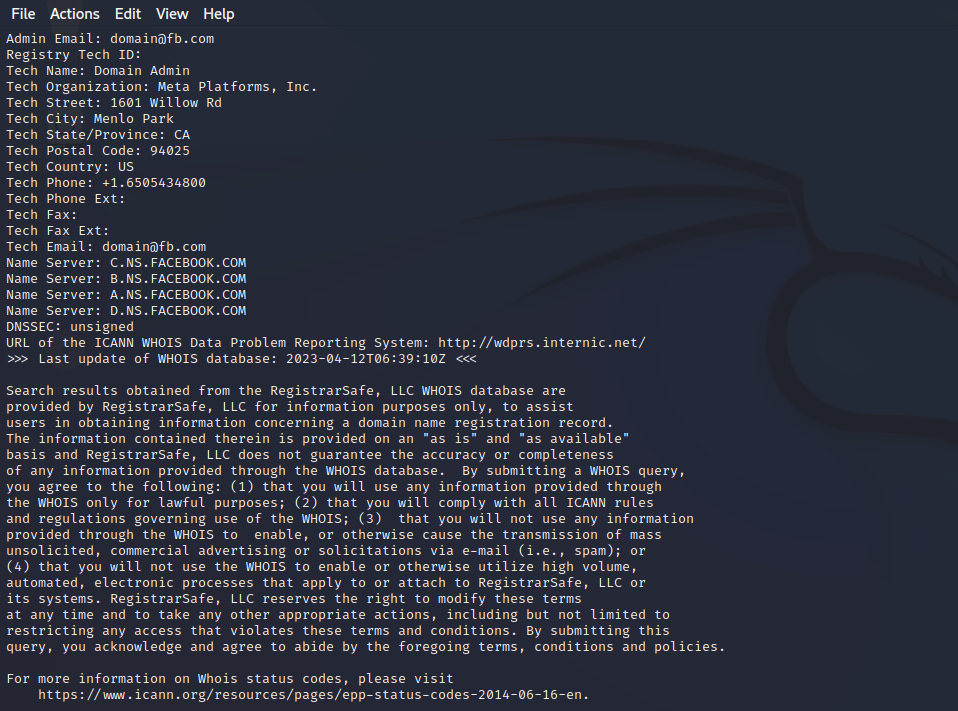 File Actions Edit View Help
Admin Email: domain@fb.com
Registry Tech ID:
Tech Name: Domain Admin
Tech Organization: Meta Platforms, Inc.
Tech Street: 1601 Willow Rd
Tech City: Menlo Park
Tech State/Province: CA
Tech Postal Code: 94025
Tech Country: US
Tech Phone: +1.6505434800
Tech Phone Ext:
Tech Fax:
Tech Fax Ext:
Tech Email: domain@fb.com
Name Server: C.NS.FACEBOOK.COM
Name Server: B.NS.FACEBOOK.COM
Name Server: A.NS.FACEBOOK.COM
Name Server: D.NS.FACEBOOK.COM
DNSSEC: unsigned
URL of the ICANN WHOIS Data Problem Reporting System: http://wdprs.internic.net/
>>> Last update of WHOIS database: 2023-04-12T06:39:10Z <<<

Search results obtained from the RegistrarSafe, LLC WHOIS database are
provided by RegistrarSafe, LLC for information purposes only, to assist
users in obtaining information concerning a domain name registration record.
The information contained therein is provided on an "as is" and "as available"
basis and RegistrarSafe, LLC does not guarantee the accuracy or completeness
of any information provided through the WHOIS database.  By submitting a WHOIS query,
you agree to the following: (1) that you will use any information provided through
the WHOIS only for lawful purposes; (2) that you will comply with all ICANN rules
and regulations governing use of the WHOIS; (3)  that you will not use any information
provided through the WHOIS to  enable, or otherwise cause the transmission of mass
unsolicited, commercial advertising or solicitations via e-mail (i.e., spam); or
(4) that you will not use the WHOIS to enable or otherwise utilize high volume,
automated, electronic processes that apply to or attach to RegistrarSafe, LLC or
its systems. RegistrarSafe, LLC reserves the right to modify these terms
at any time and to take any other appropriate actions, including but not limited to
restricting any access that violates these terms and conditions. By submitting this
query, you acknowledge and agree to abide by the foregoing terms, conditions and policies.

For more information on Whois status codes, please visit
https://www.icann.org/resources/pages/epp-status-codes-2014-06-16-en.